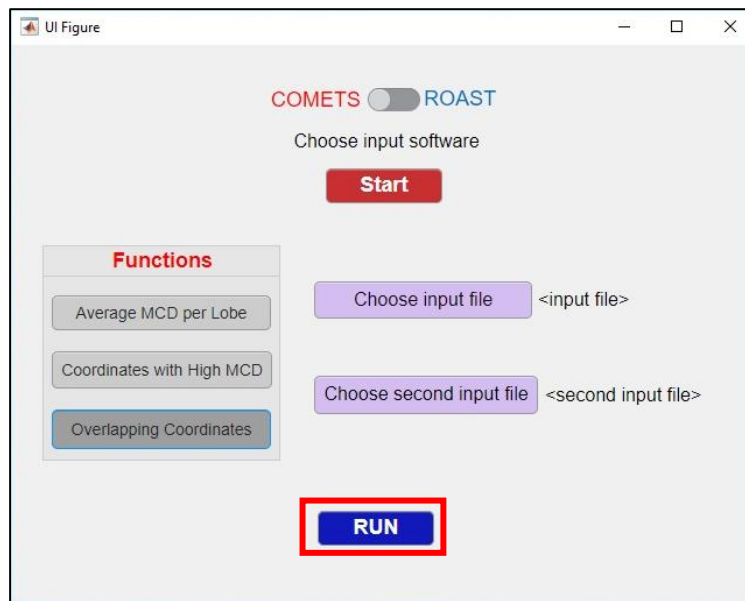 UI Figure
COMETS ROAST
Choose input software
Start
Functions
Average MCD per Lobe
Coordinates with High MCD
Overlapping Coordinates
Choose input file <input file>
Choose second input file <second input file>
RUN